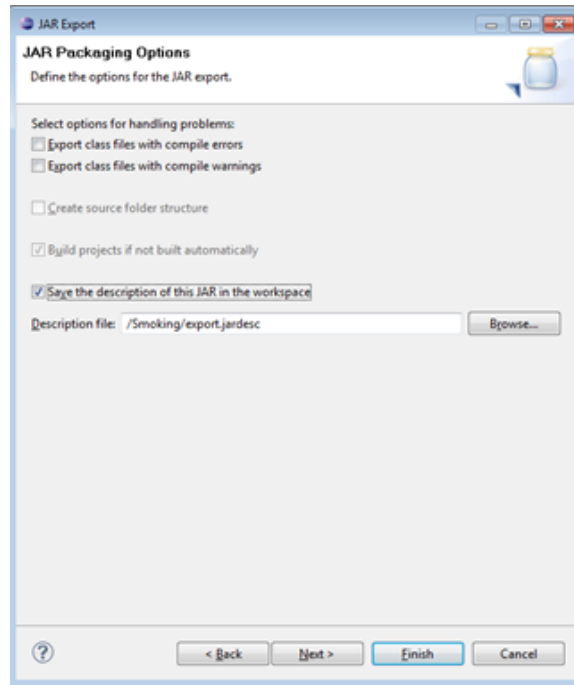 JAR Export
JAR Packaging Options
Define the options for the JAR export.
Select options for handling problems:
Export class files with compile errors
Export class files with compile warnings
Create source folder structure
Build projects if not built automatically
Save the description of this JAR in the workspace
Description file: /Smoking/export.jardesc Browse...
? < Back Next > Finish Cancel